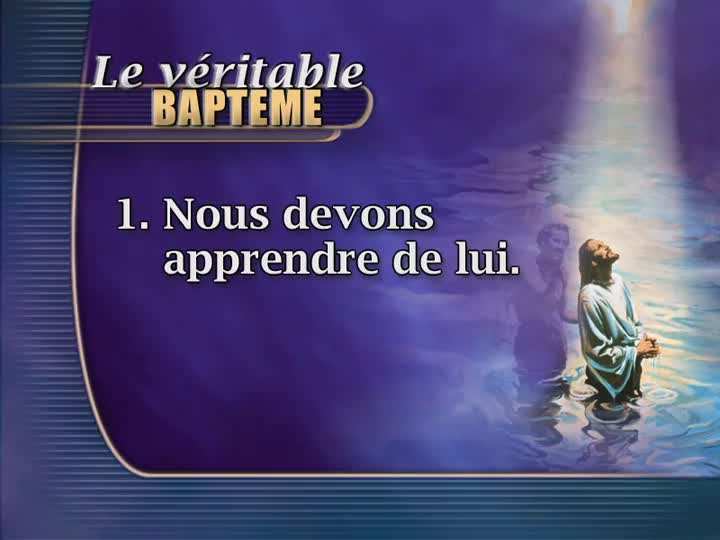 Le véritable
BAPTEME
1. Nous devons
apprendre de lui.